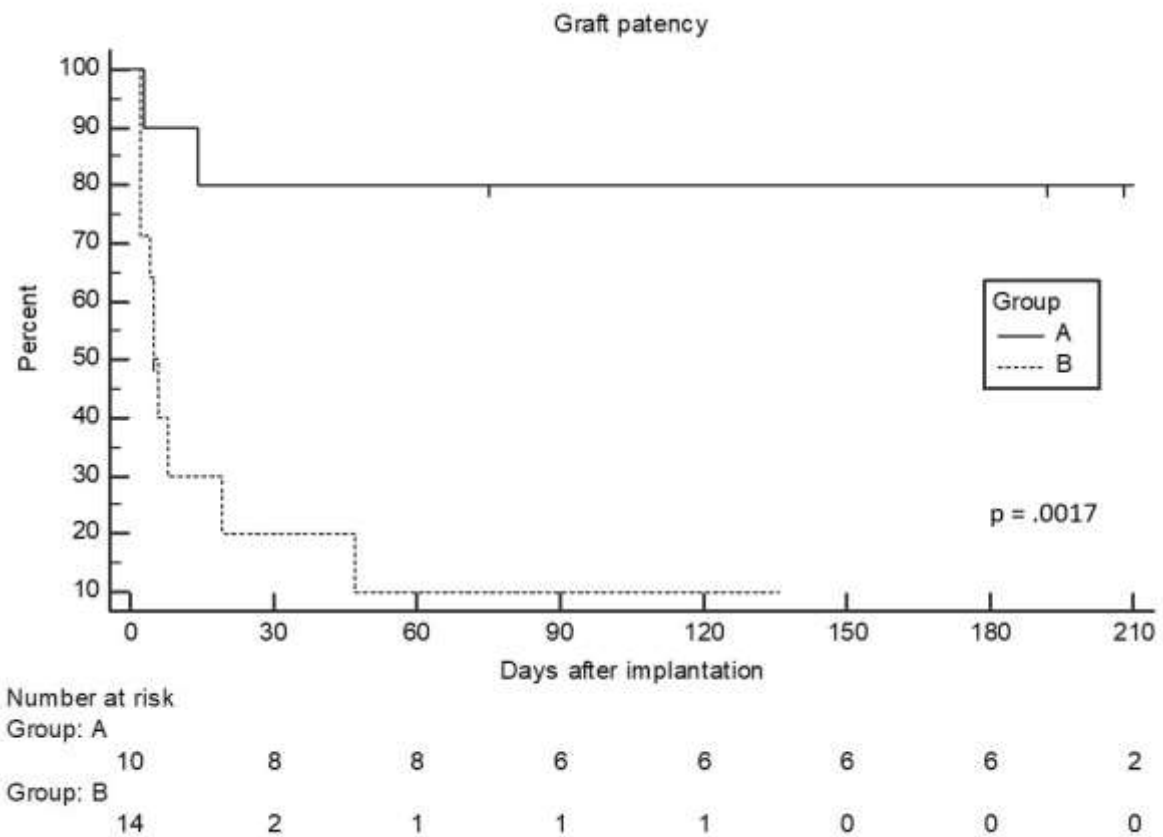 Graft patency
100
90
80
70
60
50
40
30
20
10
Percent
Group
A
B
p = .0017
0 30 60 90 120 150 180 210
Days after implantation
Number at risk
Group: A
10 8 8 6 6 6 6 2
Group: B
14 2 1 1 1 0 0 0